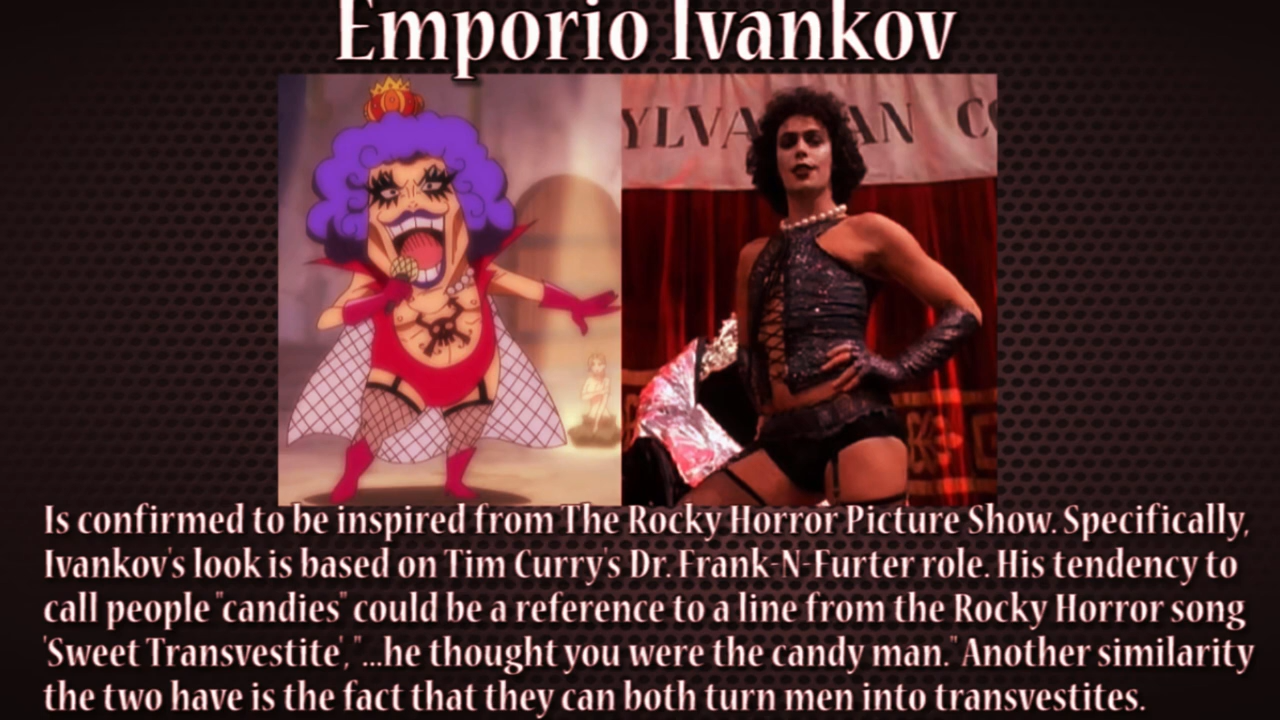 Emporio Ivankov
YLVA AN CO
Is confirmed to be inspired from The Rocky Horror Picture Show. Specifically,
Ivankov's look is based on Tim Curry's Dr. Frank-N-Furter role. His tendency to
call people "candies" could be a reference to a line from the Rocky Horror song
'Sweet Transvestite', "...he thought you were the candy man." Another similarity
the two have is the fact that they can both turn men into transvestites.